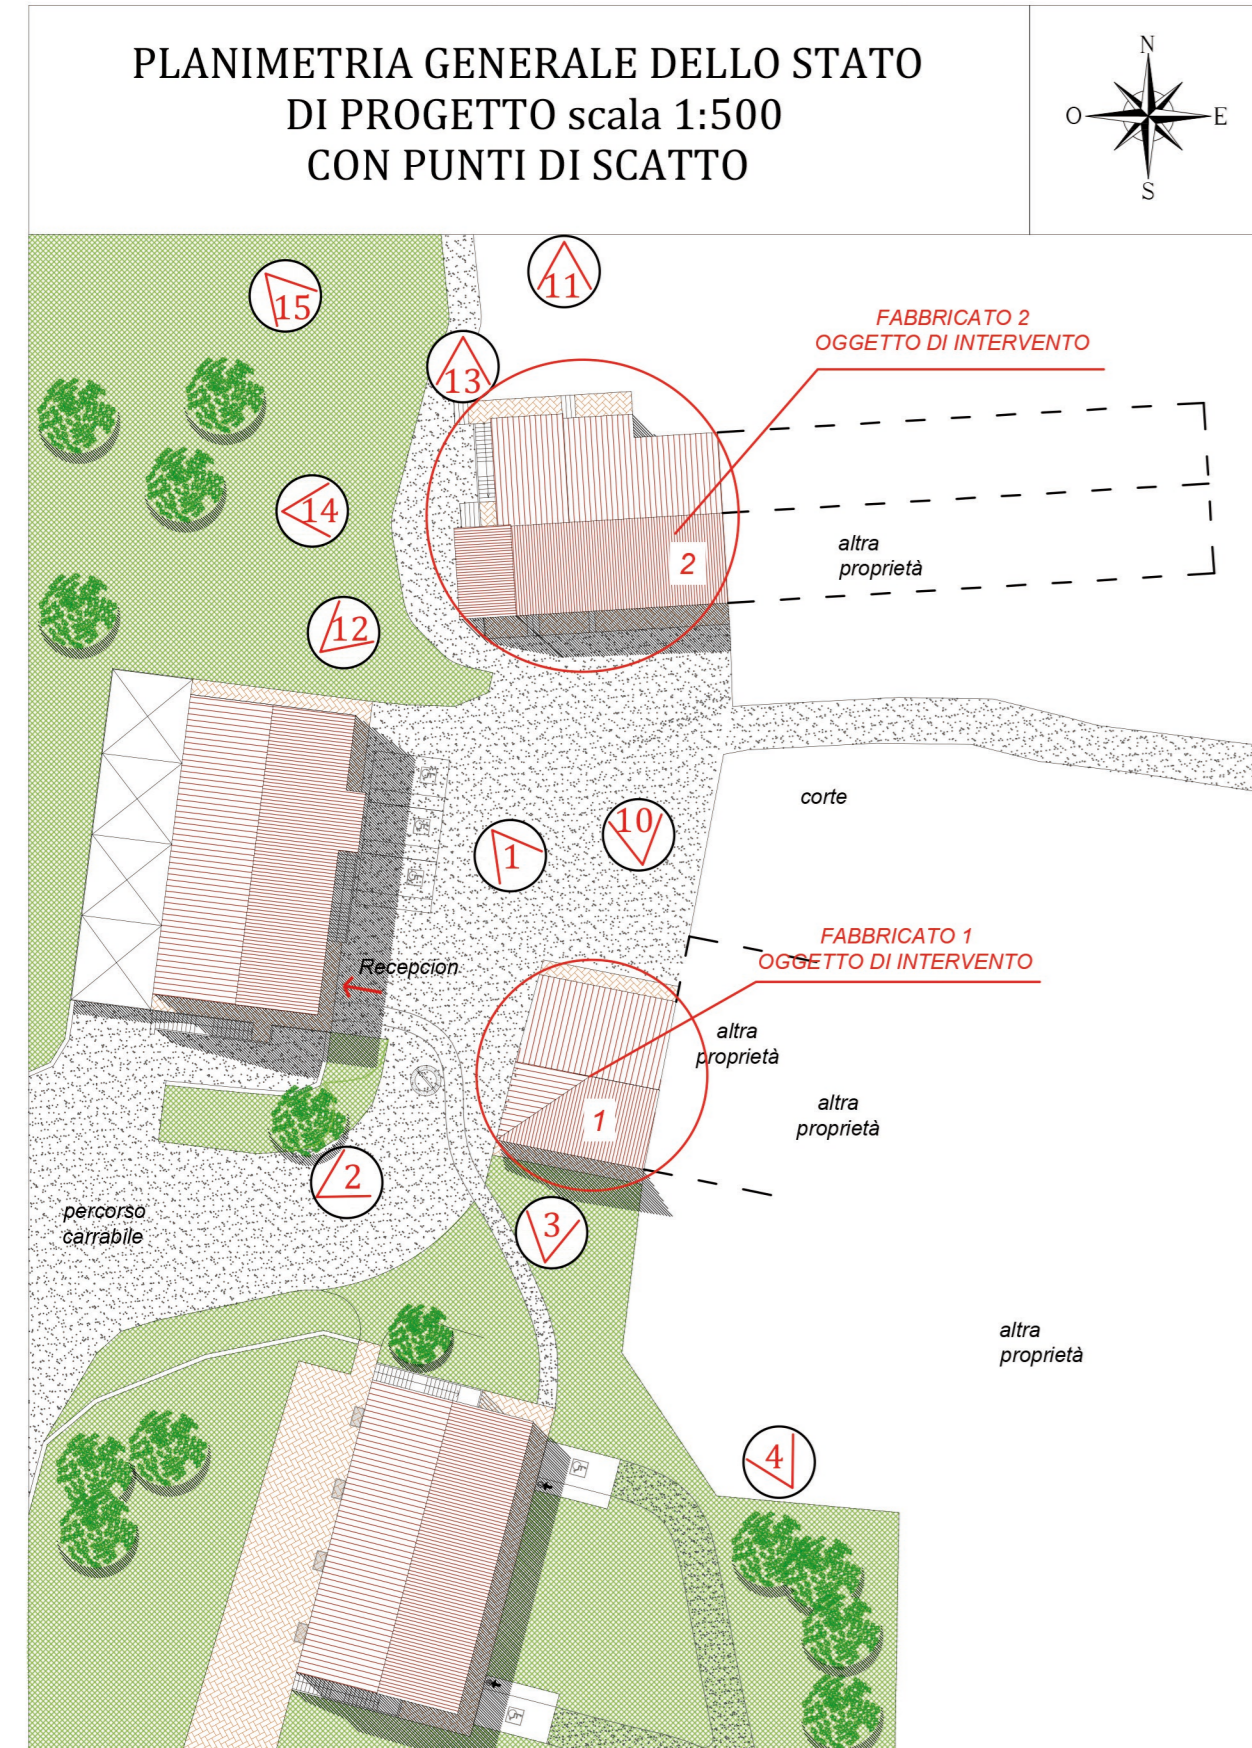 PLANIMETRIA GENERALE DELLO STATO
DI PROGETTO scala 1:500
CON PUNTI DI SCATTO
N
O
E
S
11
15
FABBRICATO 2
OGGETTO DI INTERVENTO
13
14
altra
proprietà
2
12
corte
10
1
FABBRICATO 1
OGGETTO DI INTERVENTO
Recepcion
altra
proprietà
altra
proprietà
1
2
percorso
carrabile
3
altra
proprietà
4